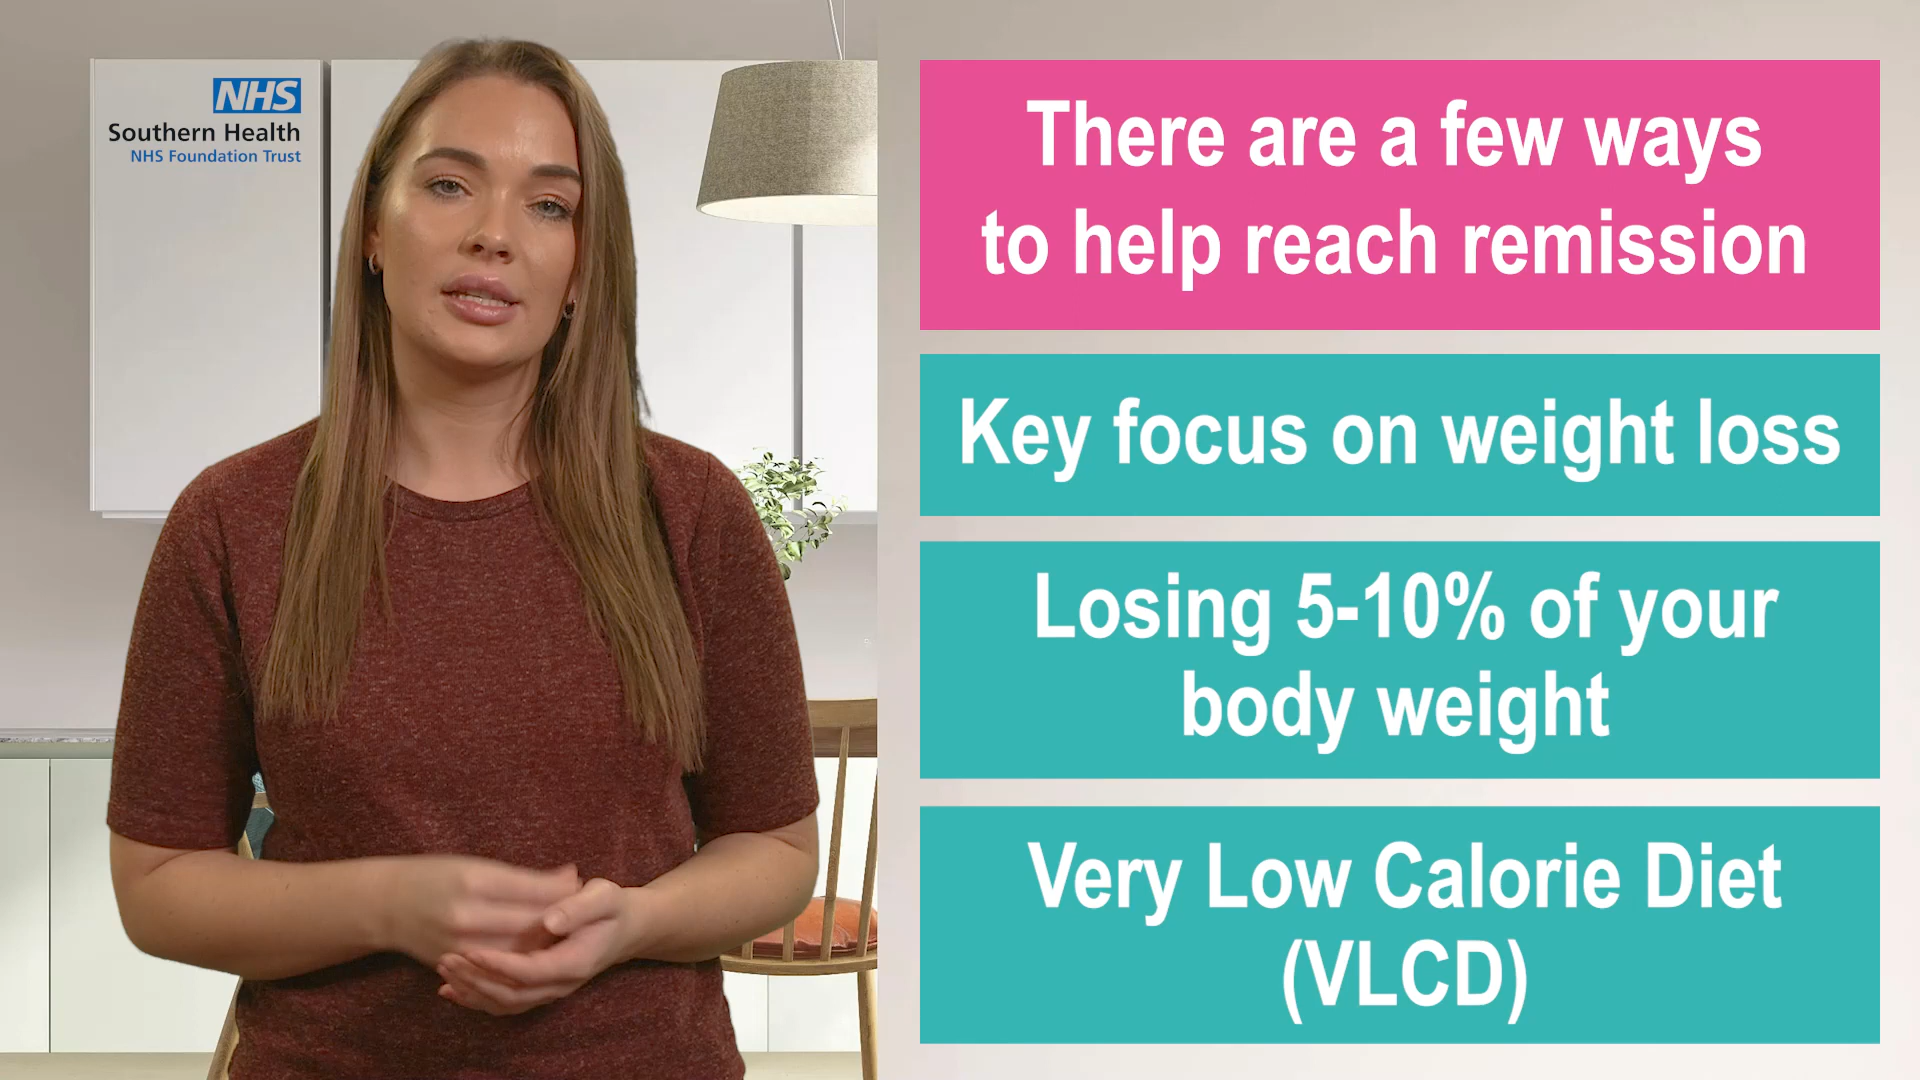 NHS
Southern Health
NHS Foundation Trust
There are a few ways
to help reach remission
Key focus on weight loss
Losing 5-10% of your
body weight
Very Low Calorie Diet
(VLCD)